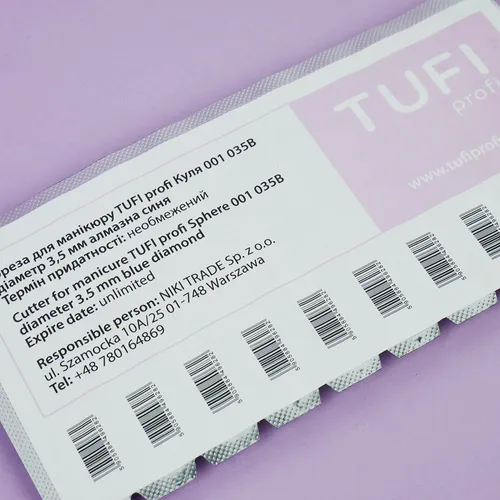 TUFI
profi
www.tufiprofi
фреза для манікюру TUFI profi Куля 001 035В
діаметр 3,5 мм алмазна синя
Термін придатності: необмежений
Cutter for manicure TUFI profi Sphere 001 035B
diameter 3.5 mm blue diamond
Expire date: unlimited
Responsible person: NIKI TRADE Sp. z o.o.
ul. Szamocka 10A/25 01-748 Warszawa
Tel: +48 780164869